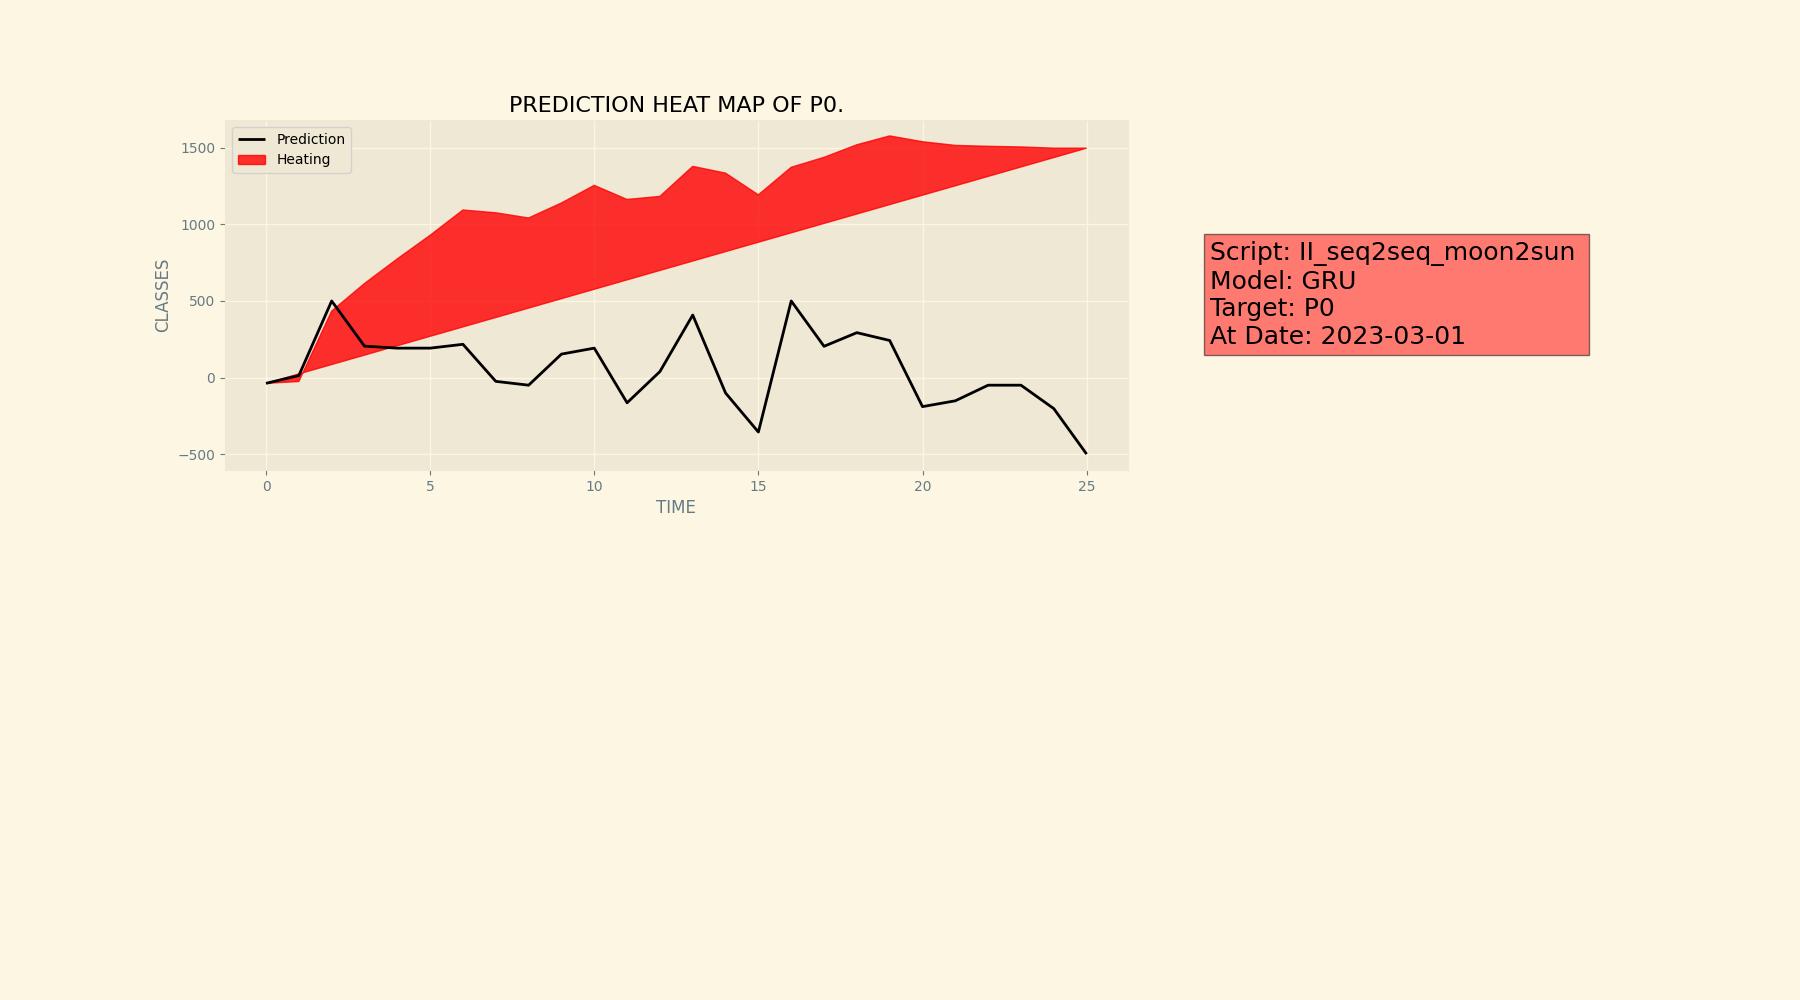 PREDICTION HEAT MAP OF P0.
Prediction
Heating
1500
1000
500
0
−500
CLASSES
0 5 10 15 20 25
TIME
Script: II_seq2seq_moon2sun
Model: GRU
Target: P0
At Date: 2023-03-01